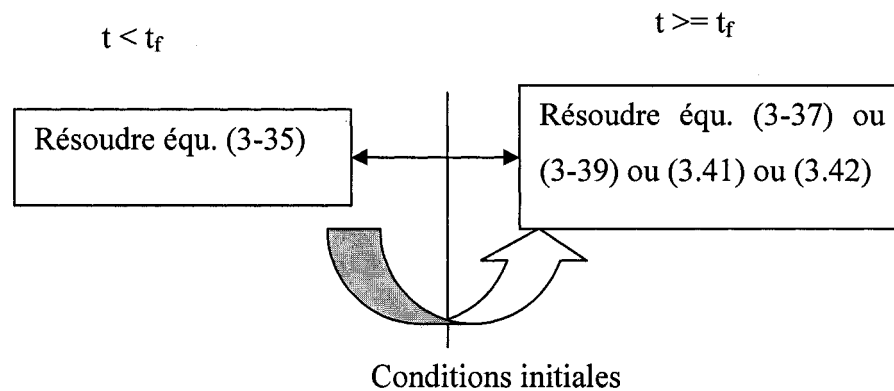 t < t_f
t >= t_f
Résoudre équ. (3-35)
Résoudre équ. (3-37) ou
(3-39) ou (3.41) ou (3.42)
Conditions initiales